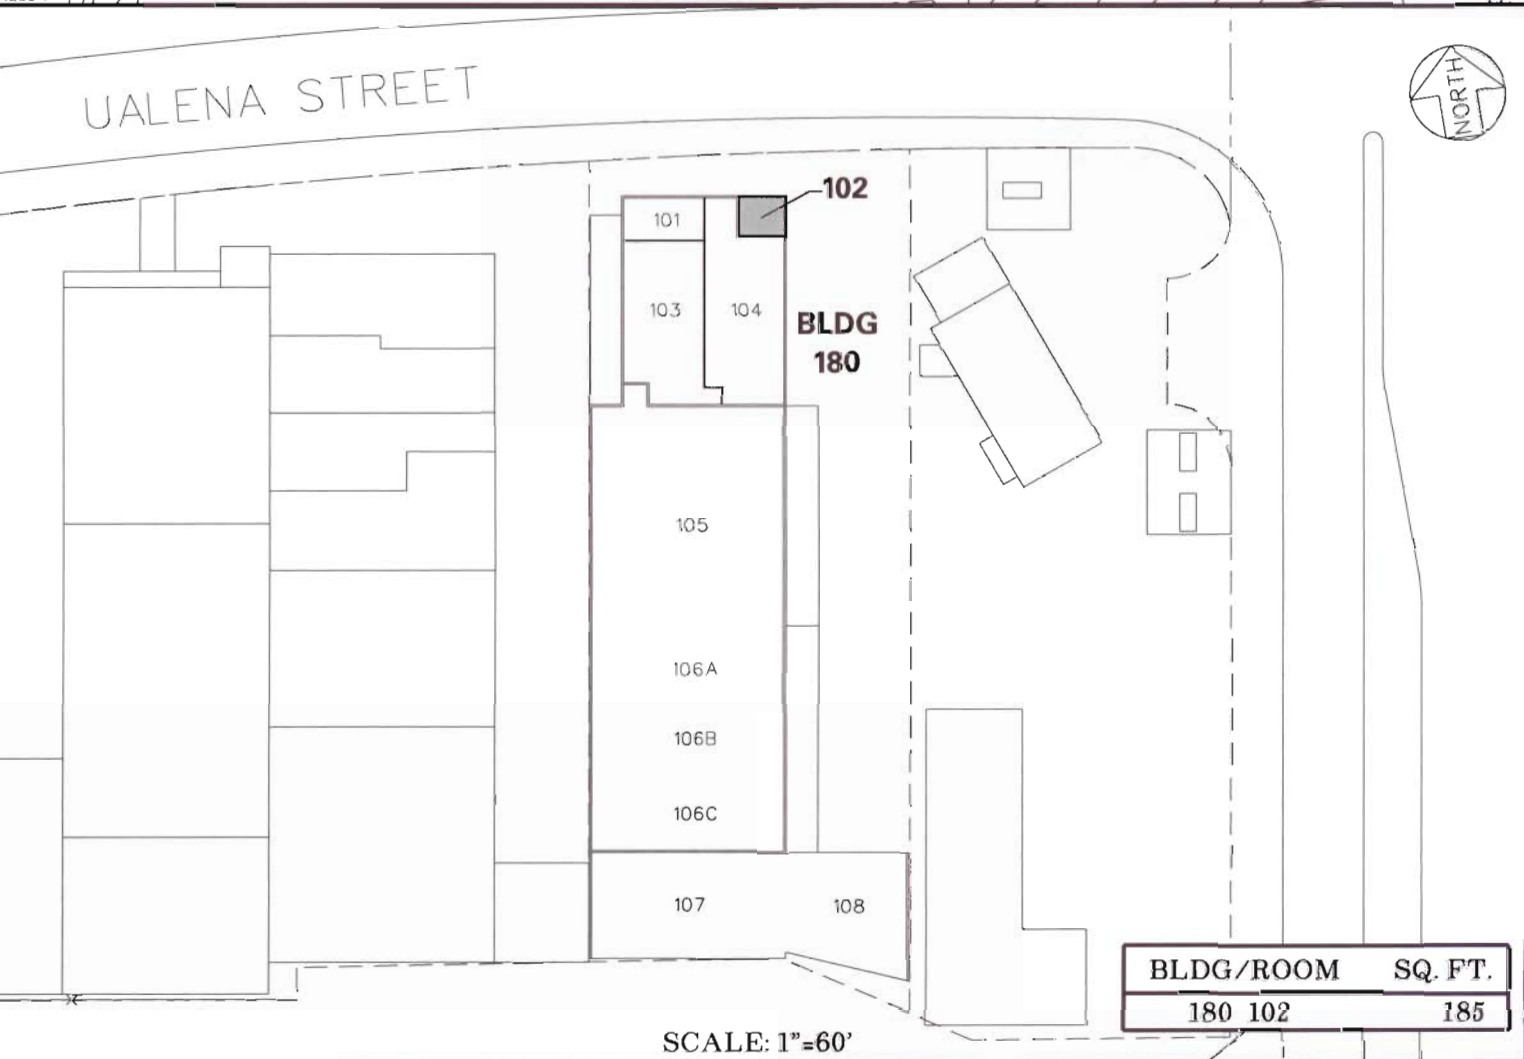 UALENA STREET
NORTH
102
101
103
104
BLDG
180
105
106A
106B
106C
107
108
BLDG/ROOM SQ. FT.
180 102 185
SCALE: 1"=60'